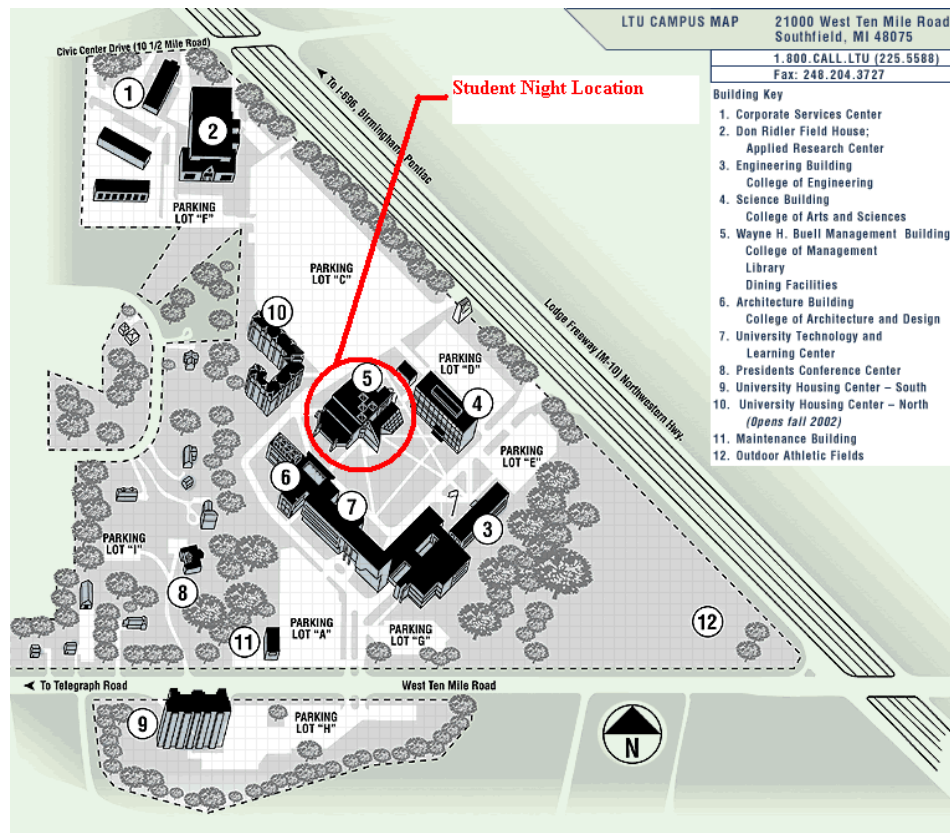 LTU CAMPUS MAP
21000 West Ten Mile Road
Southfield, MI 48075
1.800.CALL.LTU (225.5588)
Fax: 248.204.3727
Building Key
1. Corporate Services Center
2. Don Ridler Field House;
Applied Research Center
3. Engineering Building
College of Engineering
4. Science Building
College of Arts and Sciences
5. Wayne H. Buell Management Building
College of Management
Library
Dining Facilities
6. Architecture Building
College of Architecture and Design
7. University Technology and
Learning Center
8. Presidents Conference Center
9. University Housing Center – South
10. University Housing Center – North
(Opens fall 2002)
11. Maintenance Building
12. Outdoor Athletic Fields
Civic Center Drive (10 1/2 Mile Road)
To I-696, Birmingham, Pontiac
Student Night Location
1
2
PARKING
LOT "F"
PARKING
LOT "C"
Lodge Freeway (M-10) Northwestern Hwy.
10
PARKING
LOT "D"
5
4
PARKING
LOT "E"
6
7
3
PARKING
LOT "I"
8
11
PARKING
LOT "A"
PARKING
LOT "G"
12
To Telegraph Road
West Ten Mile Road
9
PARKING
LOT "H"
N